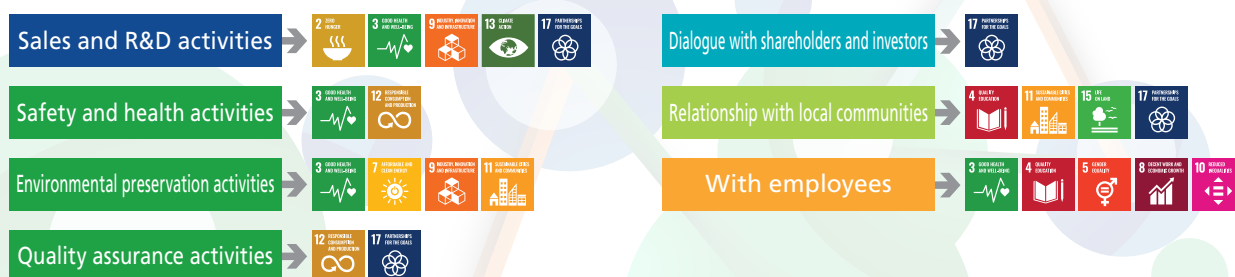 Sales and R&D activities
2 ZERO
HUNGER
3 GOOD HEALTH
AND WELL-BEING
9 INDUSTRY, INNOVATION
AND INFRASTRUCTURE
13 CLIMATE
ACTION
17 PARTNERSHIPS
FOR THE GOALS
Safety and health activities
3 GOOD HEALTH
AND WELL-BEING
12 RESPONSIBLE
CONSUMPTION
AND PRODUCTION
Environmental preservation activities
3 GOOD HEALTH
AND WELL-BEING
7 AFFORDABLE AND
CLEAN ENERGY
9 INDUSTRY, INNOVATION
AND INFRASTRUCTURE
11 SUSTAINABLE CITIES
AND COMMUNITIES
Quality assurance activities
12 RESPONSIBLE
CONSUMPTION
AND PRODUCTION
17 PARTNERSHIPS
FOR THE GOALS
Dialogue with shareholders and investors
17 PARTNERSHIPS
FOR THE GOALS
Relationship with local communities
4 QUALITY
EDUCATION
11 SUSTAINABLE CITIES
AND COMMUNITIES
15 LIFE
ON LAND
17 PARTNERSHIPS
FOR THE GOALS
With employees
3 GOOD HEALTH
AND WELL-BEING
4 QUALITY
EDUCATION
5 GENDER
EQUALITY
8 DECENT WORK AND
ECONOMIC GROWTH
10 REDUCED
INEQUALITIES